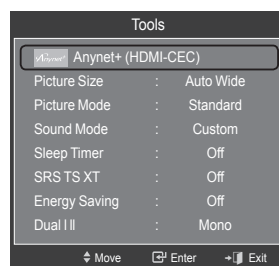 Tools
Anynet+ Anynet+ (HDMI-CEC)
Picture Size : Auto Wide
Picture Mode : Standard
Sound Mode : Custom
Sleep Timer : Off
SRS TS XT : Off
Energy Saving : Off
Dual l ll : Mono
Move Enter Exit